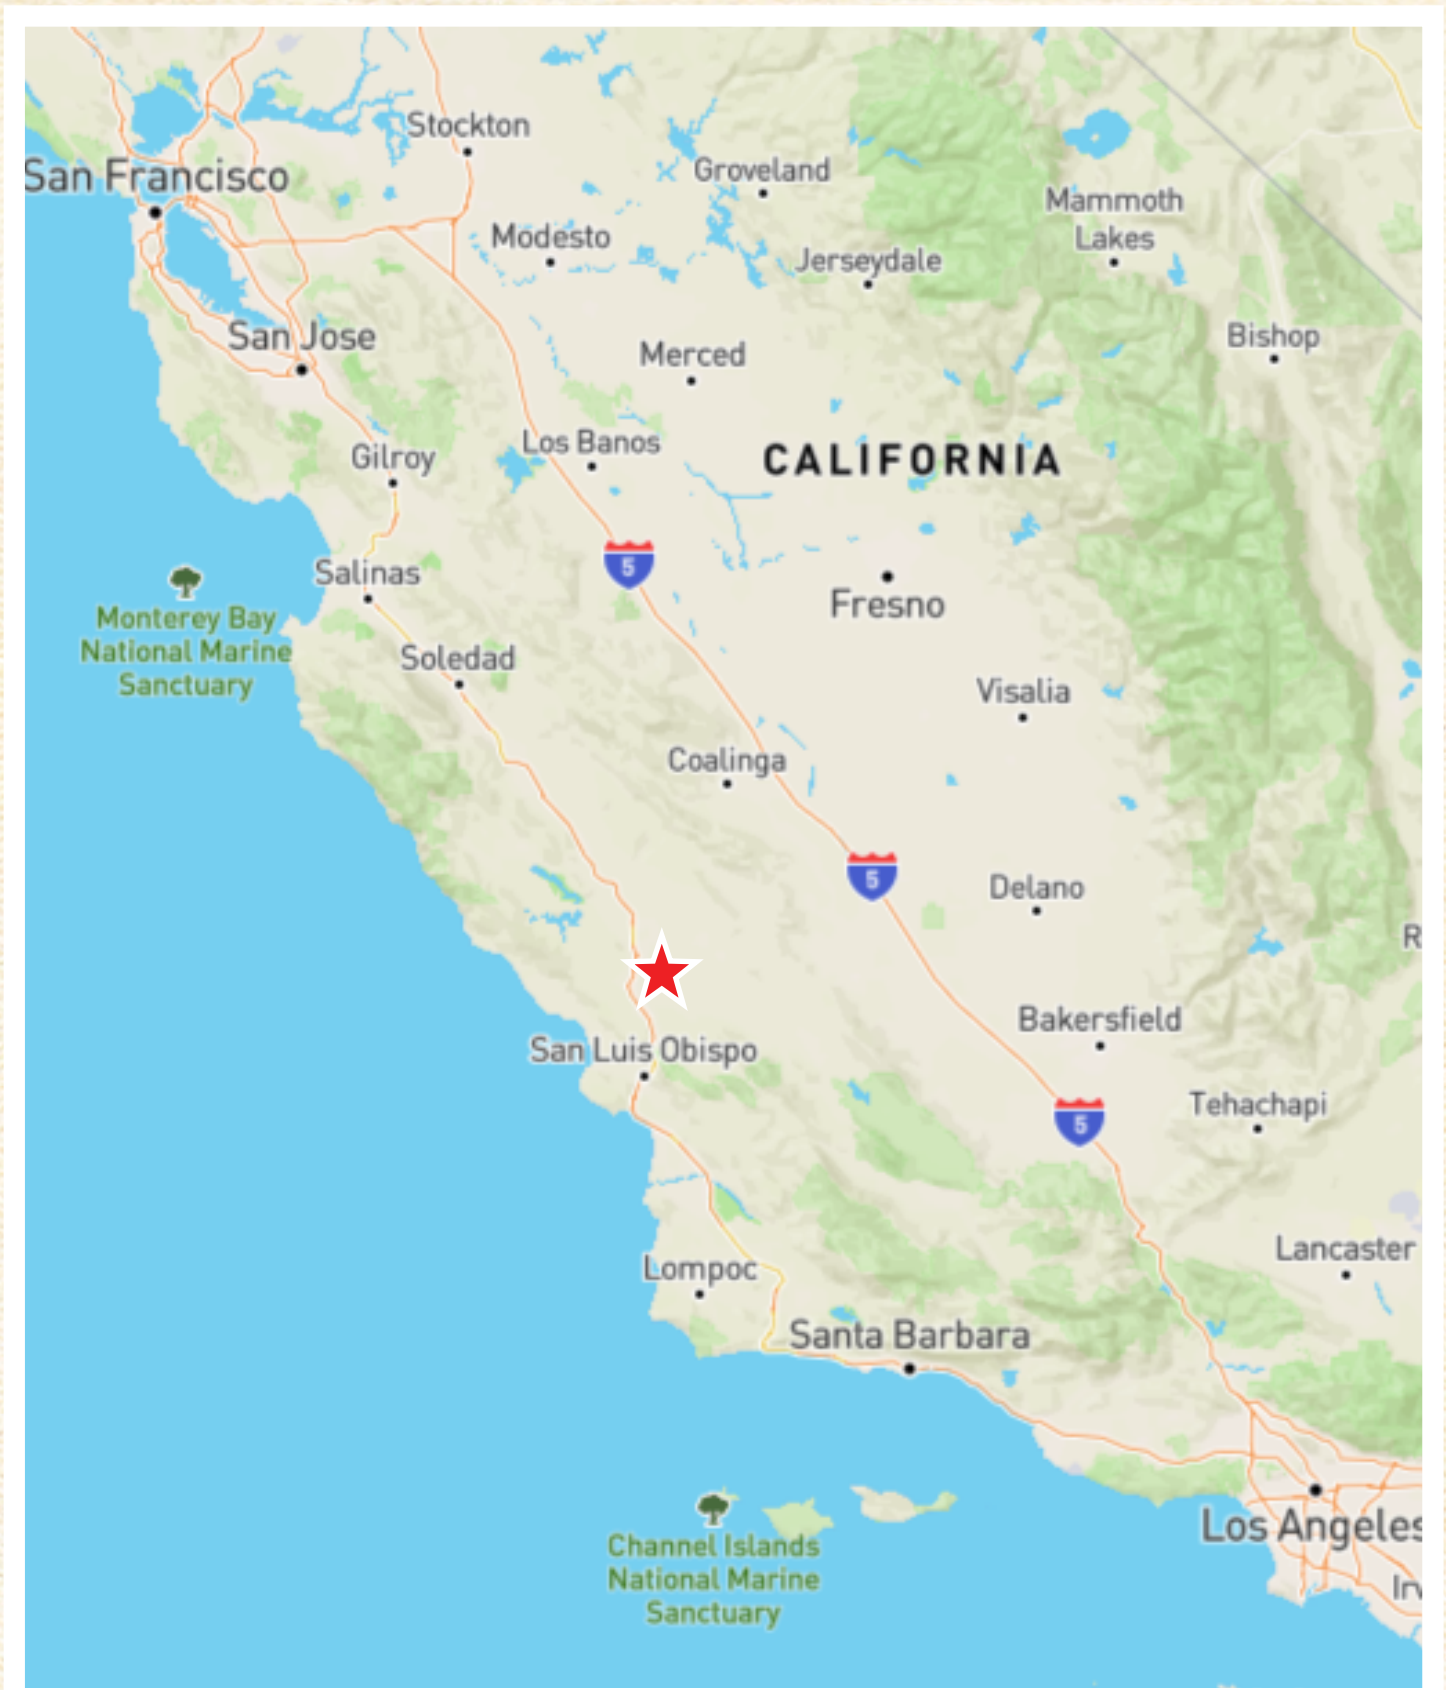 Stockton
San Francisco
Groveland
Mammoth
Lakes
Modesto
Jerseydale
San Jose
Bishop
Merced
Los Banos
Gilroy
CALIFORNIA
5
Salinas
Fresno
Monterey Bay
National Marine
Sanctuary
Soledad
Visalia
Coalinga
5
Delano
R
Bakersfield
San Luis Obispo
Tehachapi
5
Lancaster
Lompoc
Santa Barbara
Los Angeles
Channel Islands
National Marine
Sanctuary
Irv